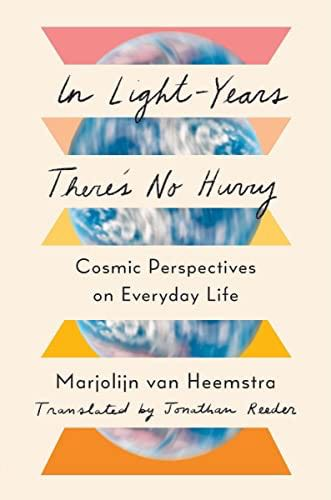 In Light-Years
There's No Hurry
Cosmic Perspectives
on Everyday Life
Marjolijn van Heemstra
Translated by Jonathan Reeder